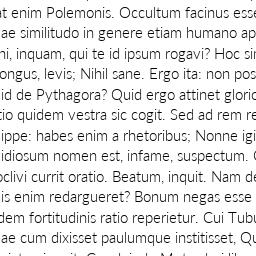 at enim Polemonis. Occultum facinus esse
ae similitudo in genere etiam humano ap
ni, inquam, qui te id ipsum rogavi? Hoc si
ongus, levis; Nihil sane. Ergo ita: non pos
id de Pythagora? Quid ergo attinet glorio
tio quidem vestra sic cogit. Sed ad rem re
ippe: habes enim a rhetoribus; Nonne igi
idiosum nomen est, infame, suspectum.
oclivi currit oratio. Beatum, inquit. Nam de
is enim redargueret? Bonum negas esse
dem fortitudinis ratio reperietur. Cui Tubu
ae cum dixisset paulumque institisset, Qu